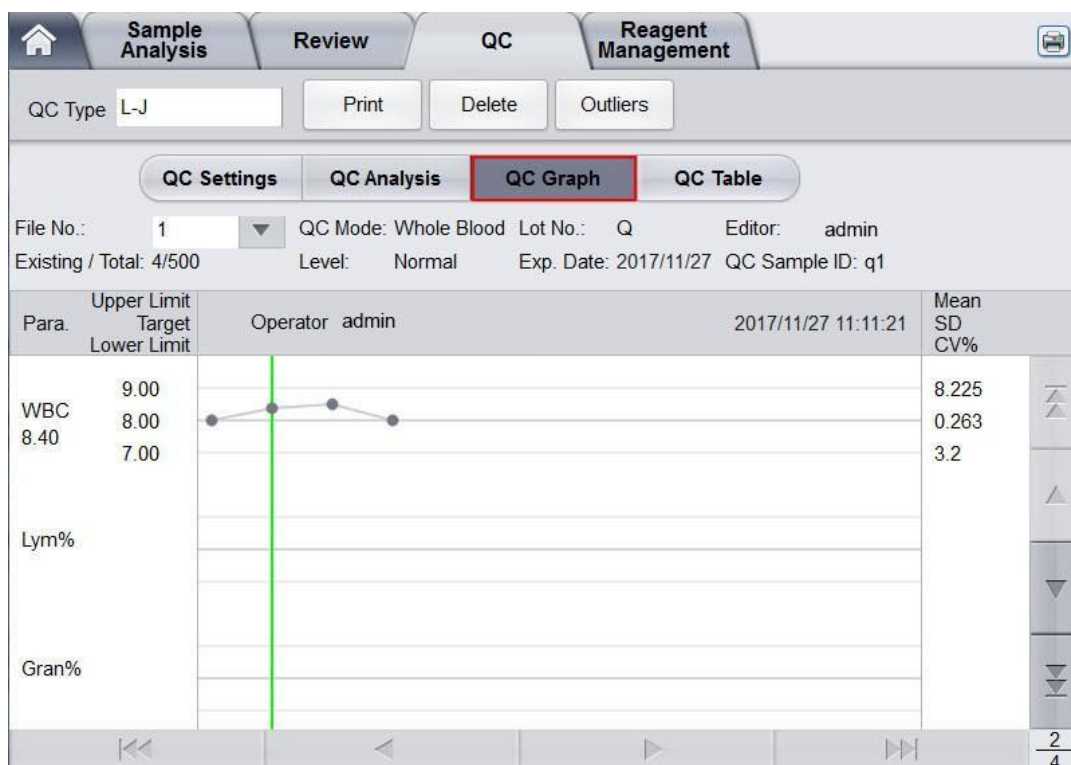 Sample Analysis Review QC Reagent Management
QC Type L-J Print Delete Outliers
QC Settings QC Analysis QC Graph QC Table
File No.: 1 QC Mode: Whole Blood Lot No.: Q Editor: admin
Existing / Total: 4/500 Level: Normal Exp. Date: 2017/11/27 QC Sample ID: q1
Para. Upper Limit Target Lower Limit Operator admin 2017/11/27 11:11:21 Mean SD CV%
WBC 8.40 9.00 8.00 7.00 8.225 0.263 3.2
Lym%
Gran%
2
4